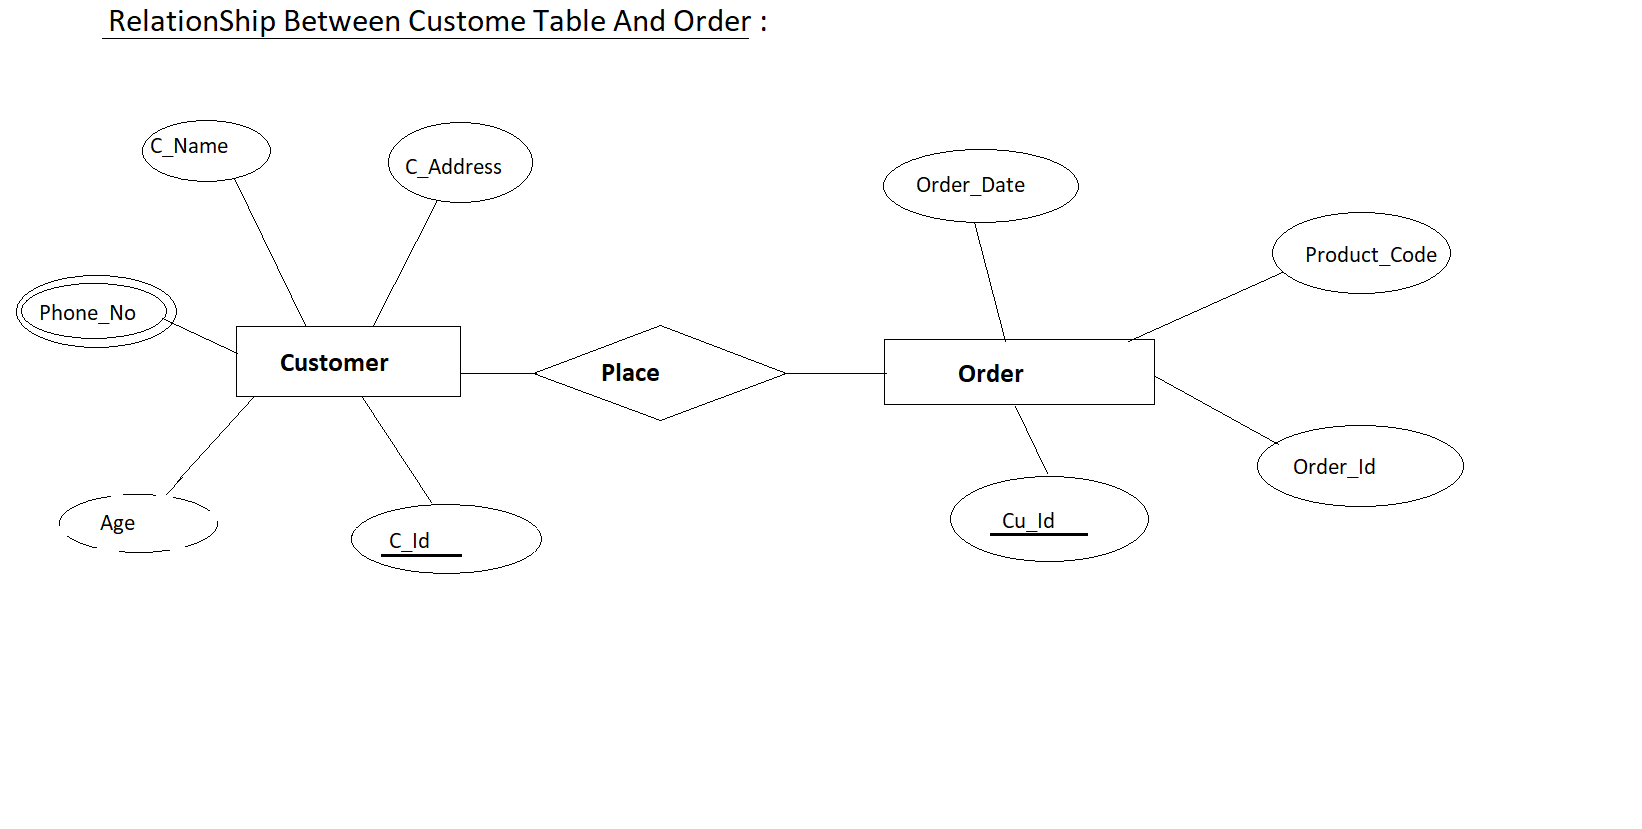 RelationShip Between Custome Table And Order :
C_Name
C_Address
Order_Date
Product_Code
Phone_No
Customer
Place
Order
Order_Id
Age
C_Id
Cu_Id